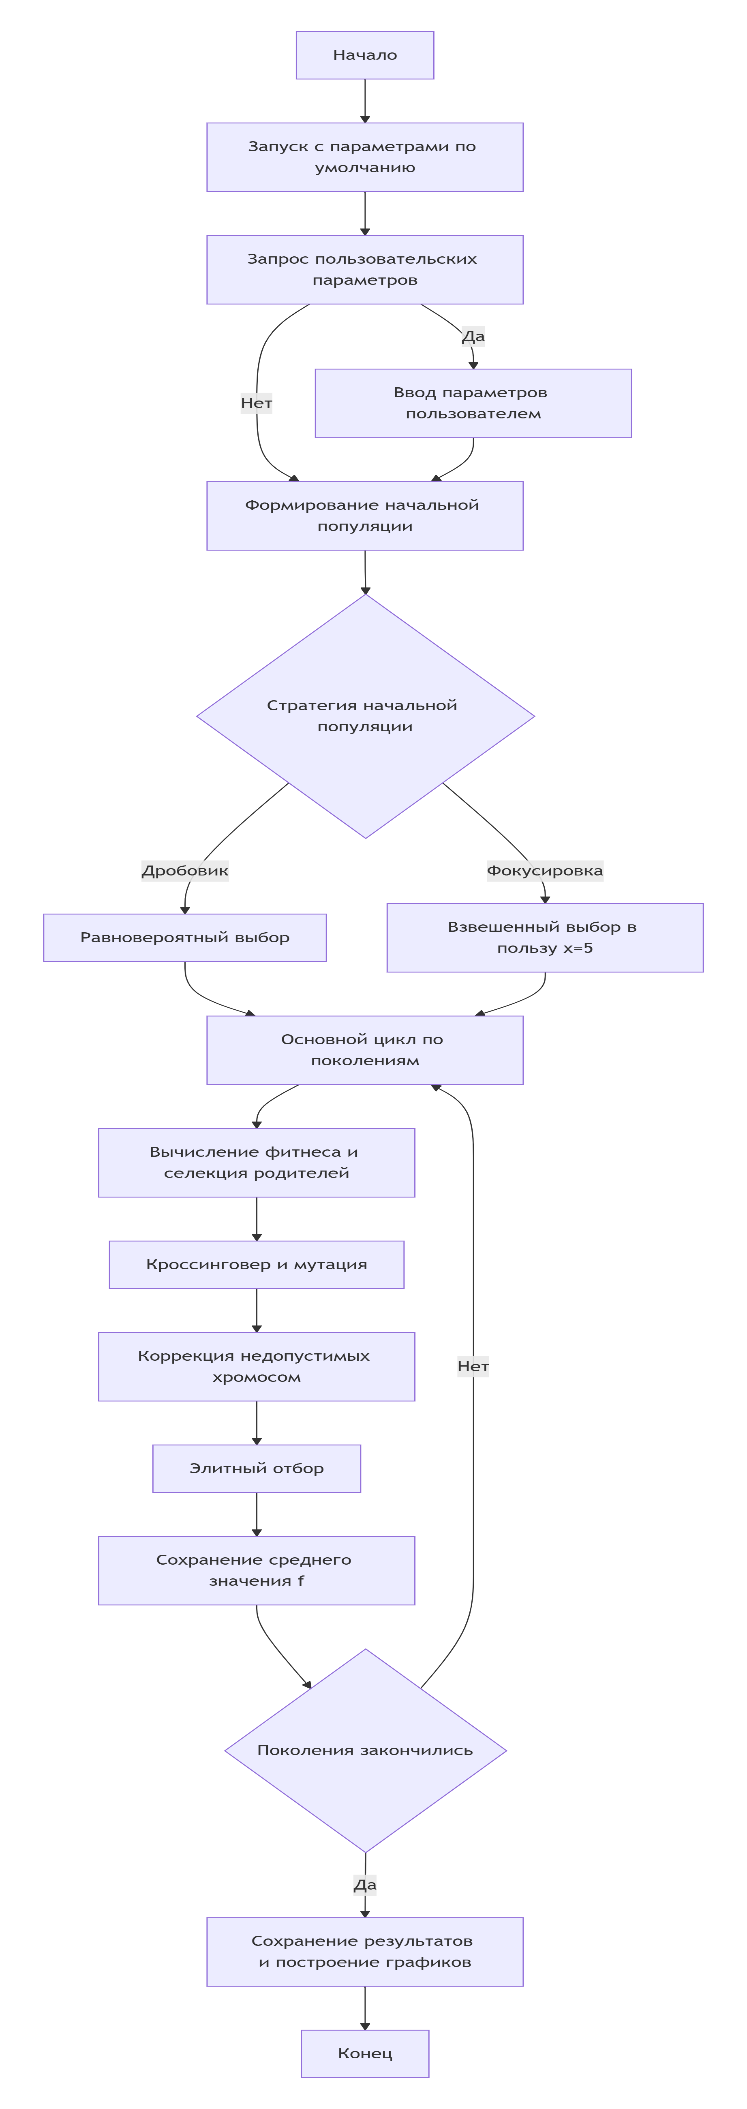 Начало
Запуск с параметрами по
умолчанию
Запрос пользовательских
параметров
Да
Ввод параметров
пользователем
Нет
Формирование начальной
популяции
Стратегия начальной
популяции
Дробовик
Фокусировка
Равновероятный выбор
Взвешенный выбор в
пользу x=5
Основной цикл по
поколениям
Вычисление фитнеса и
селекция родителей
Кроссинговер и мутация
Коррекция недопустимых
хромосом
Нет
Элитный отбор
Сохранение среднего
значения f
Поколения закончились
Да
Сохранение результатов
и построение графиков
Конец